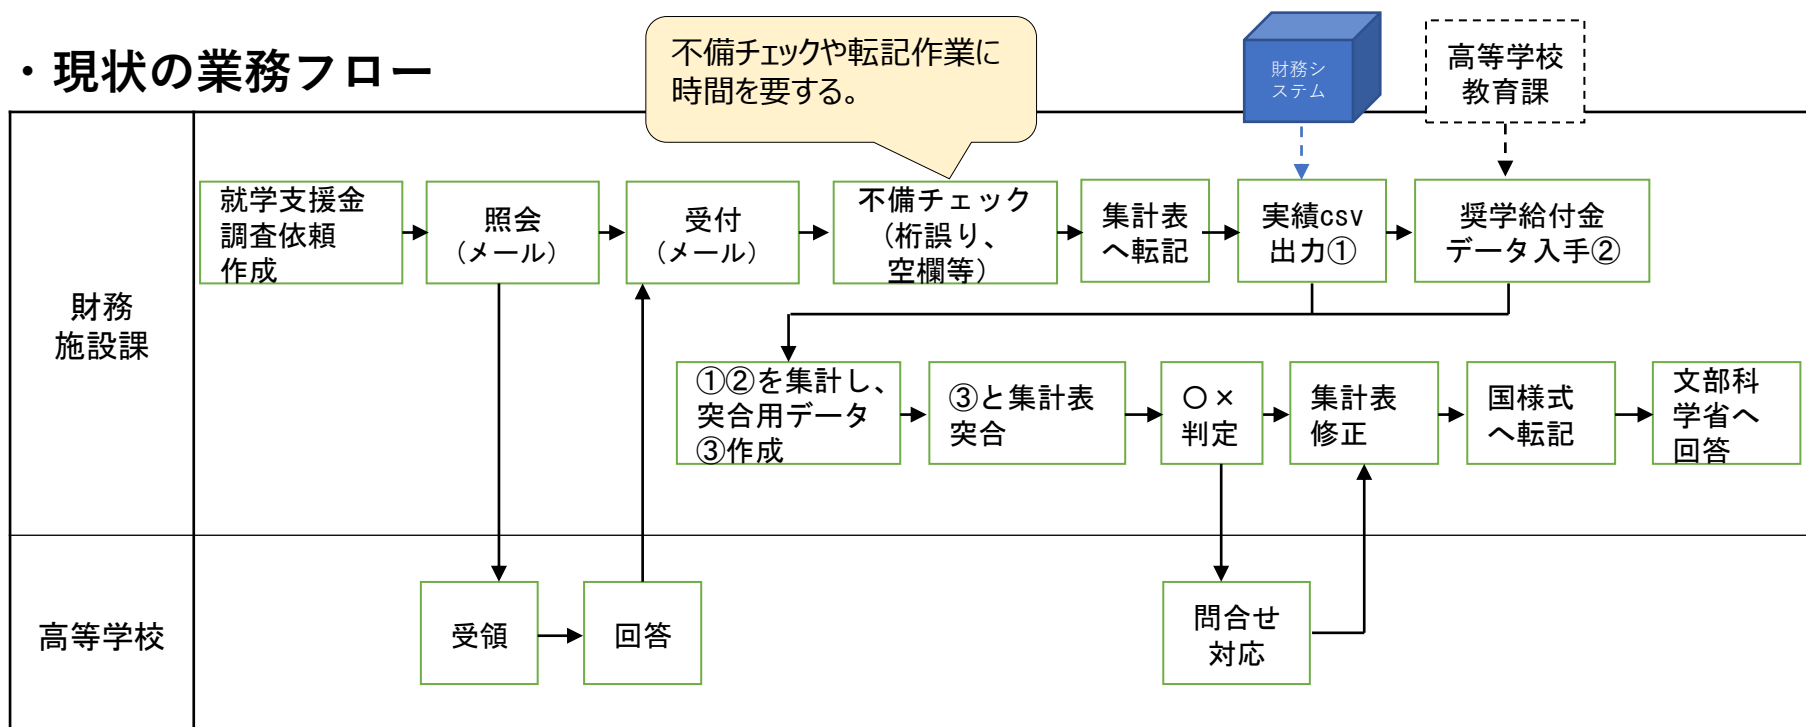 ・現状の業務フロー
不備チェックや転記作業に
時間を要する。
財務シ
ステム
高等学校
教育課
財務
施設課
就学支援金
調査依頼
作成
照会
（メール）
受付
（メール）
不備チェック
（桁誤り、
空欄等）
集計表
へ転記
実績csv
出力①
奨学給付金
データ入手②
①②を集計し、
突合用データ
③作成
③と集計表
突合
〇×
判定
集計表
修正
国様式
へ転記
文部科
学省へ
回答
高等学校
受領
回答
問合せ
対応